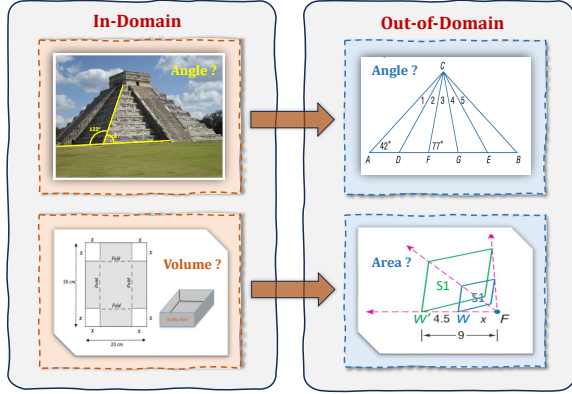 In-Domain
Out-of-Domain
Angle ?
122°
Angle ?
C
1 2 3 4 5
42°
77°
A D F G E B
Volume ?
x x
x x
Fold
30 cm
Fold
Fold
Fold
x x
x x
20 cm
Area ?
S1
S1
W' 4.5 W x F
9